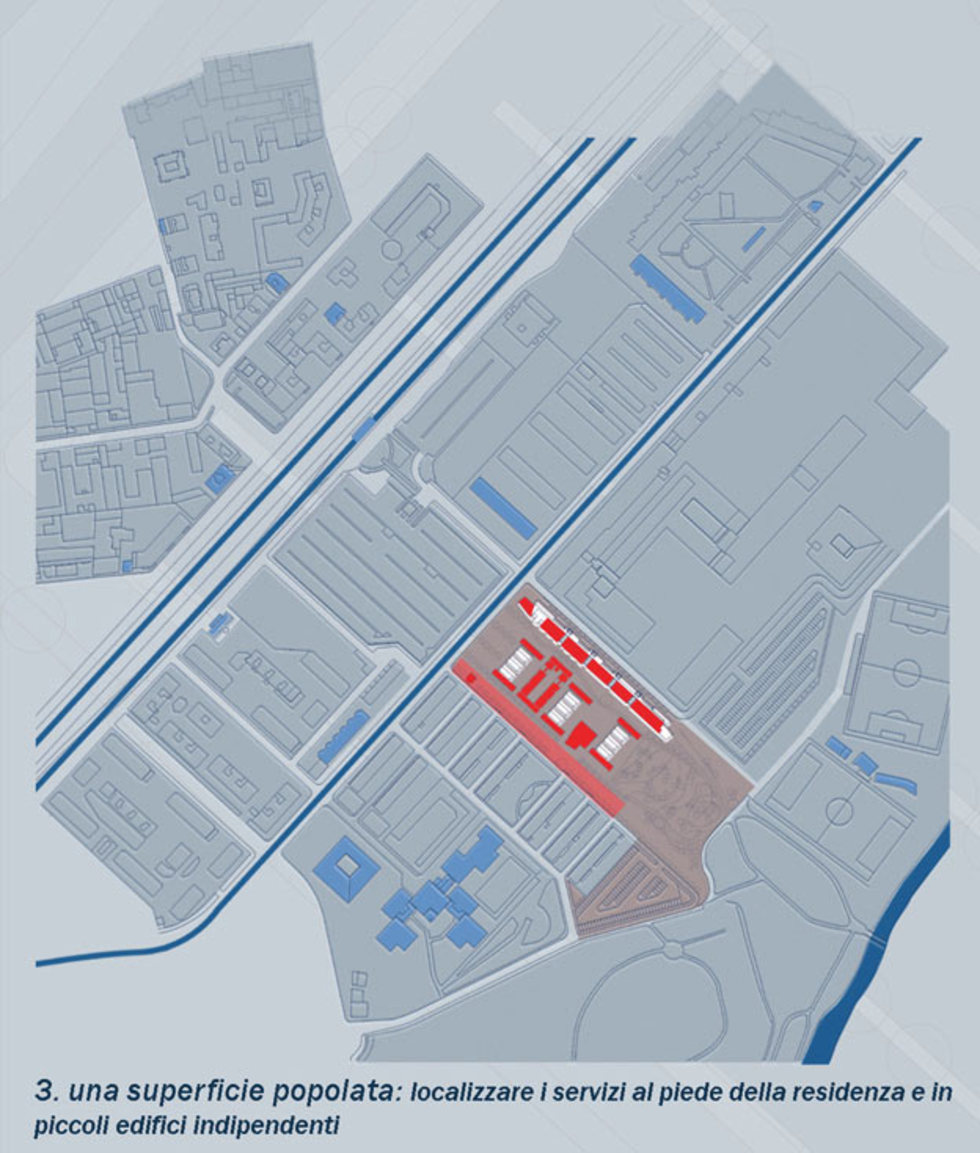 3. una superficie popolata: localizzare i servizi al piede della residenza e in
piccoli edifici indipendenti